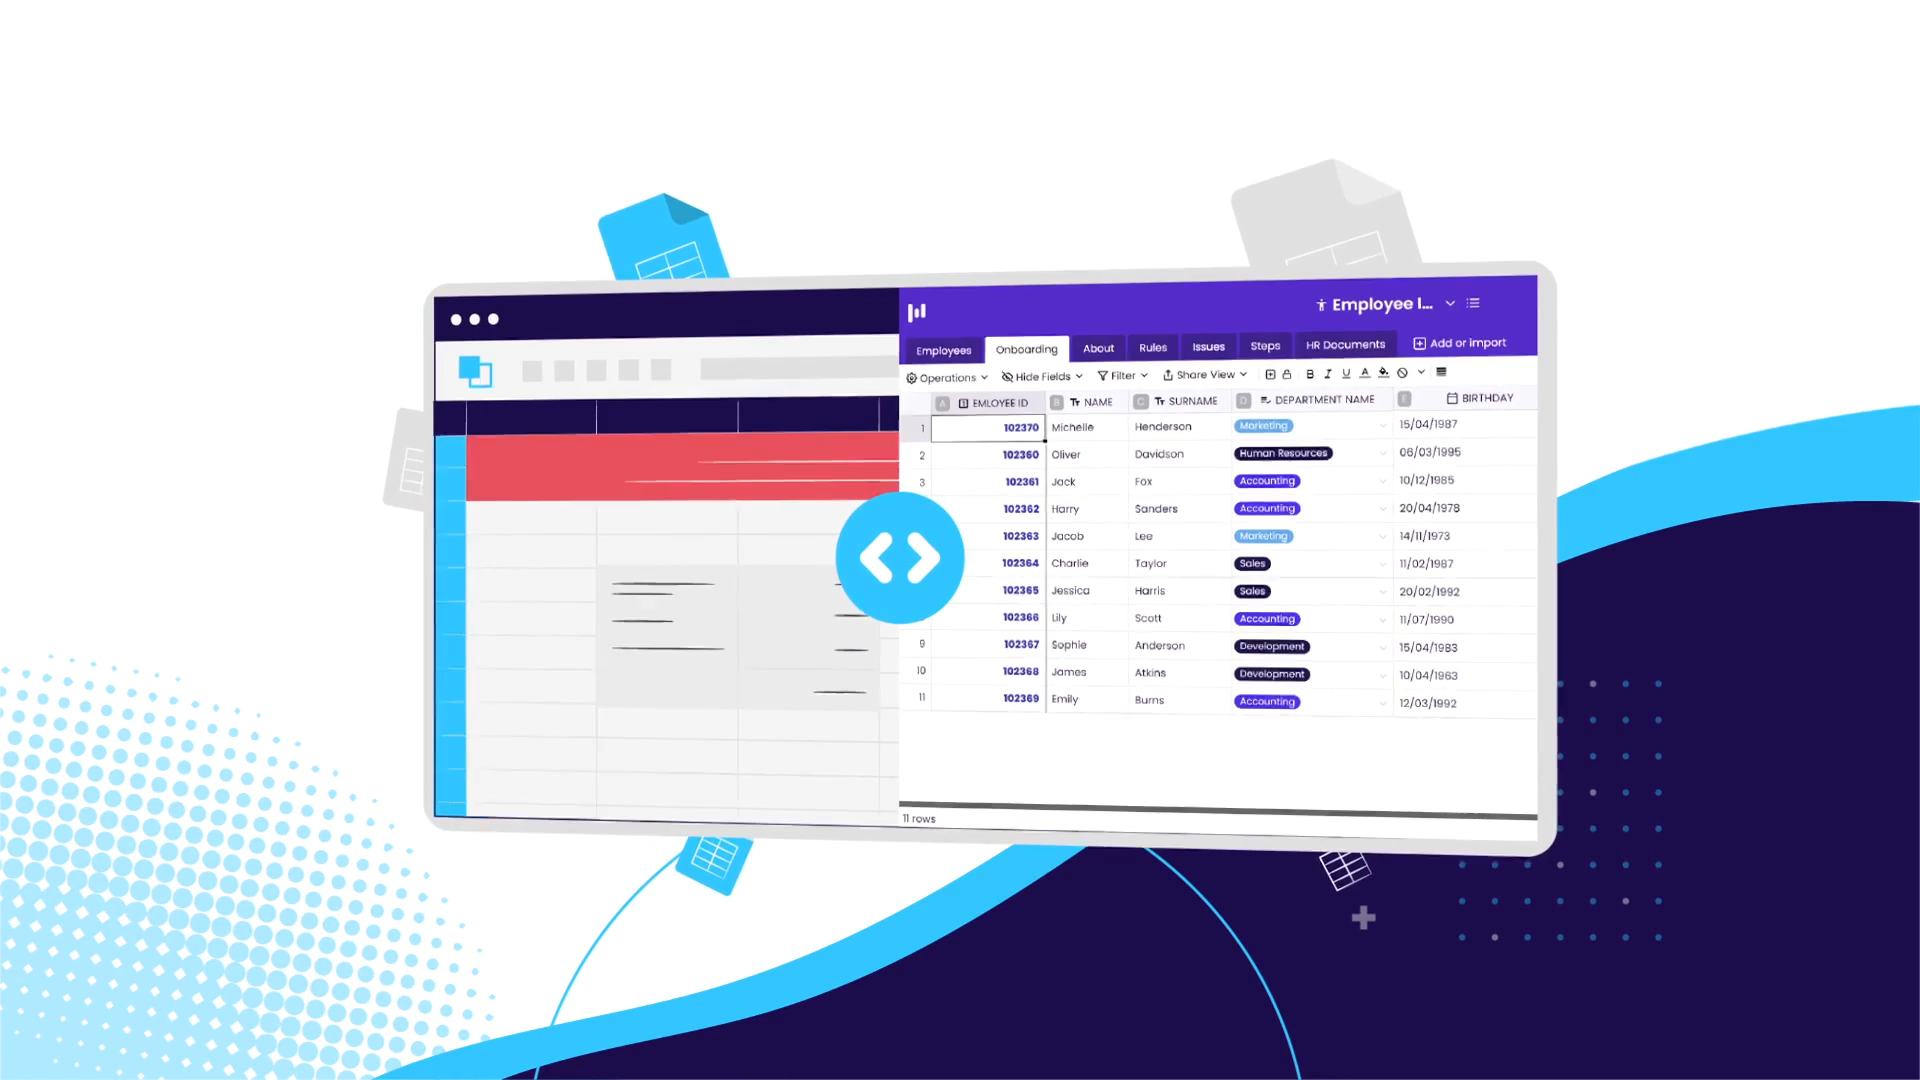 Employee I...
Employees Onboarding About Rules Issues Steps HR Documents Add or import
Operations Hide Fields Filter Share View B I U A
A EMLOYEE ID B Tr NAME C Tr SURNAME D DEPARTMENT NAME E BIRTHDAY
1 102370 Michelle Henderson Marketing 15/04/1987
2 102360 Oliver Davidson Human Resources 06/03/1995
3 102361 Jack Fox Accounting 10/12/1985
102362 Harry Sanders Accounting 20/04/1978
102363 Jacob Lee Marketing 14/11/1973
102364 Charlie Taylor Sales 11/02/1987
102365 Jessica Harris Sales 20/02/1992
102366 Lily Scott Accounting 11/07/1990
9 102367 Sophie Anderson Development 15/04/1983
10 102368 James Atkins Development 10/04/1963
11 102369 Emily Burns Accounting 12/03/1992
11 rows